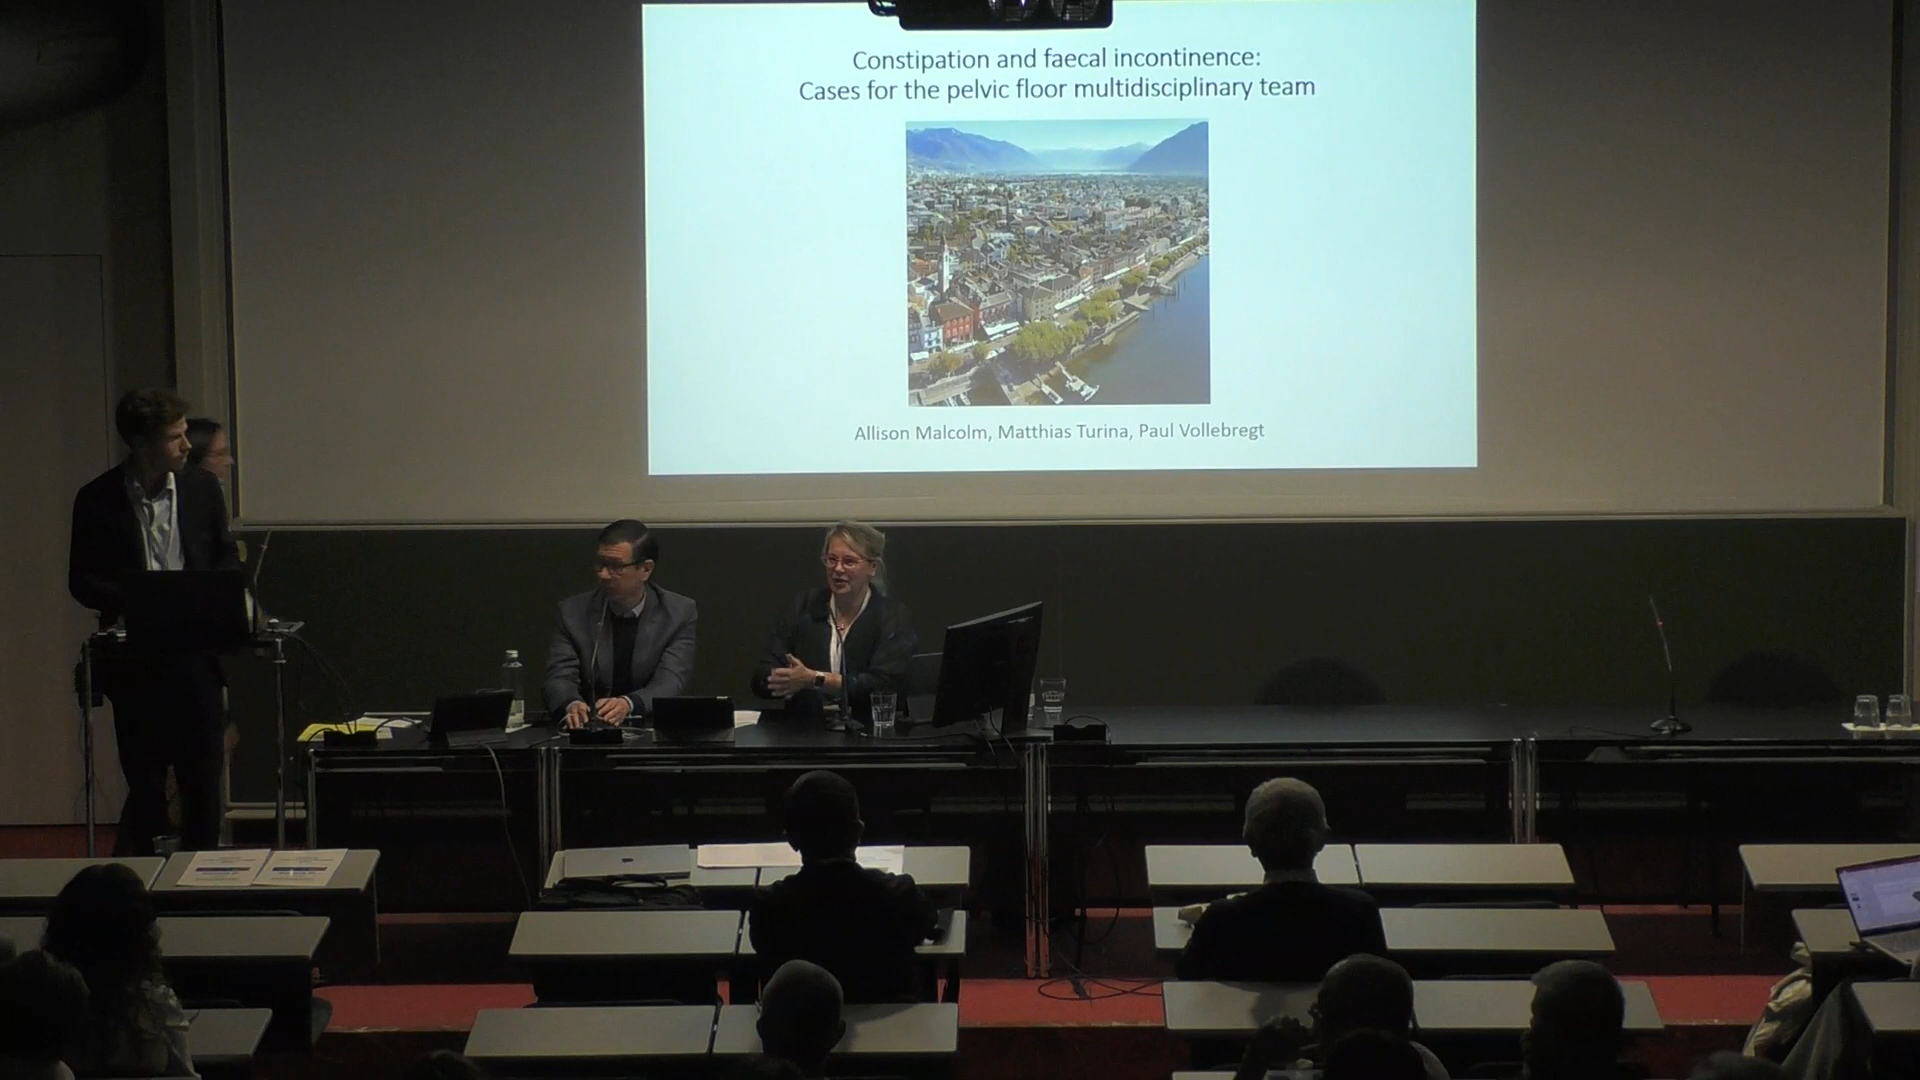 Constipation and faecal incontinence:
Cases for the pelvic floor multidisciplinary team
Allison Malcolm, Matthias Turina, Paul Vollebregt